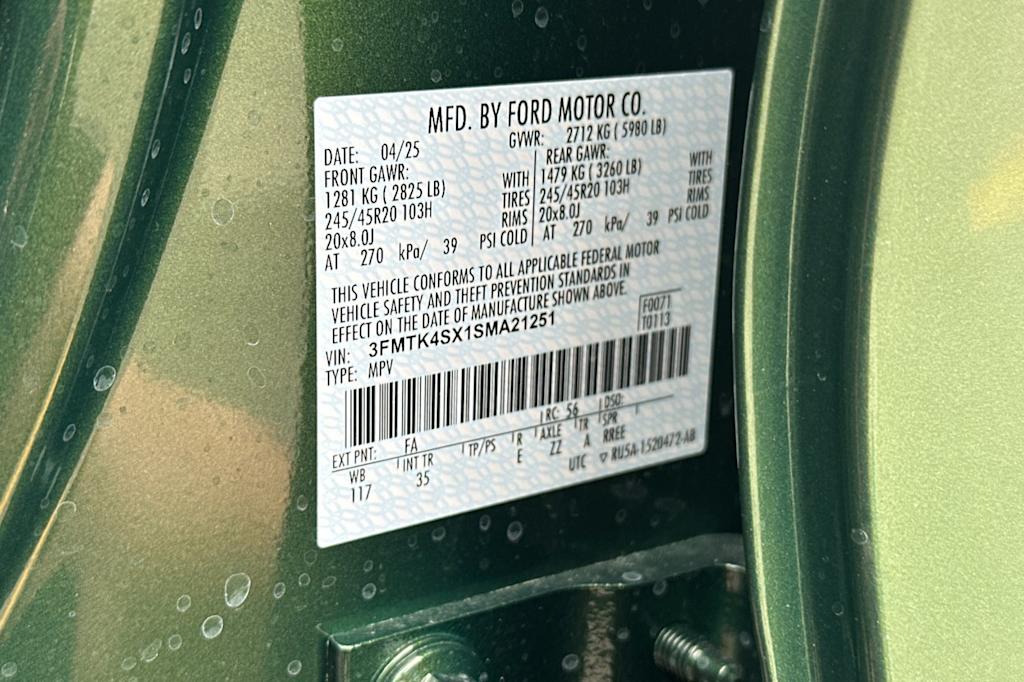 MFD. BY FORD MOTOR CO.
DATE: 04/25 GVWR: 2712 KG ( 5980 LB)
FRONT GAWR: REAR GAWR:
1281 KG ( 2825 LB) WITH 1479 KG ( 3260 LB) WITH
245/45R20 103H TIRES 245/45R20 103H TIRES
20x8.0J RIMS 20x8.0J RIMS
AT 270 kPa/ 39 PSI COLD AT 270 kPa/ 39 PSI COLD
THIS VEHICLE CONFORMS TO ALL APPLICABLE FEDERAL MOTOR
VEHICLE SAFETY AND THEFT PREVENTION STANDARDS IN
EFFECT ON THE DATE OF MANUFACTURE SHOWN ABOVE.
VIN: 3FMTK4SX1SMA21251 F0071
TYPE: MPV T0113
EXT PNT: FA RC: 56 DSO:
WB INT TR TP/PS R AXLE TR SPR
117 35 E ZZ A RREE
UTC ▽ RU5A-1520472-AB